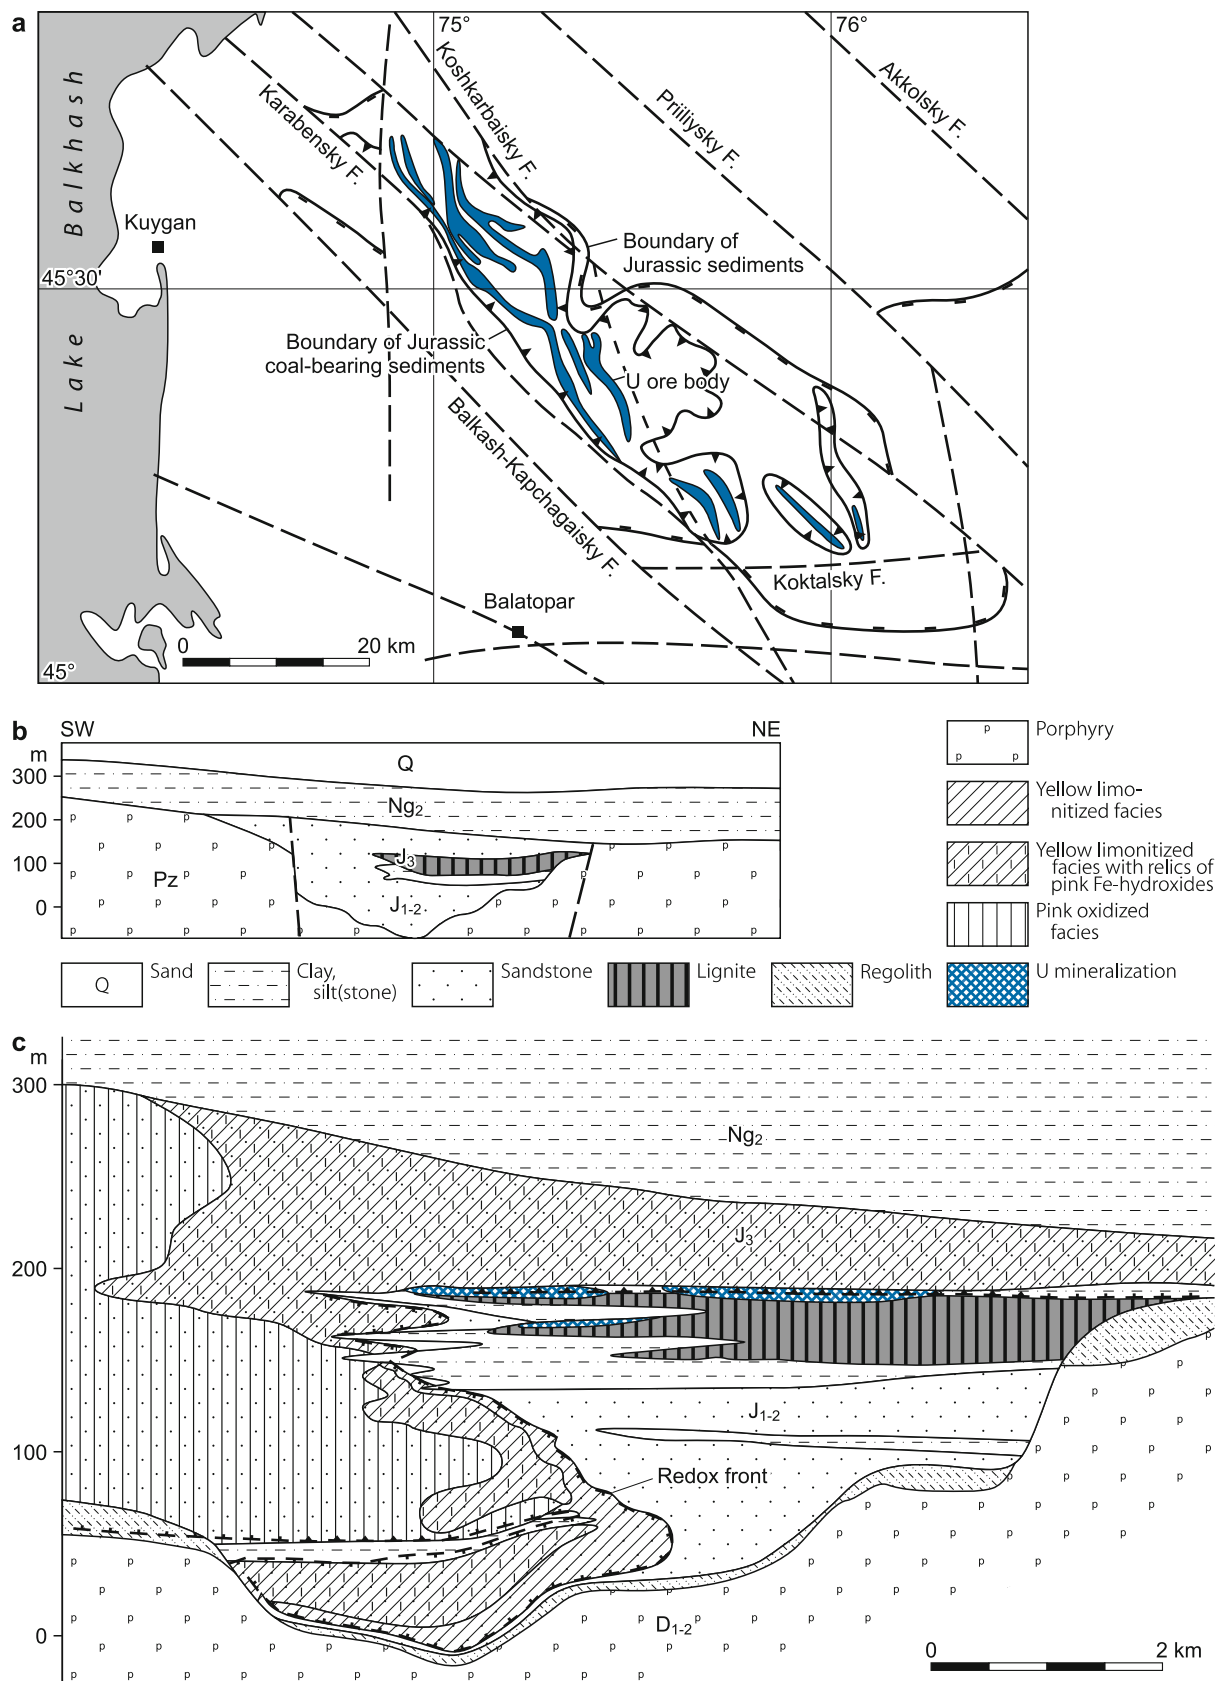 a
75°
76°
Lake Balkhash
Kuygan
45°30'
45°
Karabensky F.
Koshkarbaisky F.
Priiliysky F.
Akkolsky F.
Boundary of
Jurassic sediments
Boundary of Jurassic
coal-bearing sediments
U ore body
Balkash-Kapchagaisky F.
Koktalsky F.
Balatopar
0 20 km
b
SW
NE
m
300
200
100
0
Q
Ng2
J3
Pz
J1-2
p
Porphyry
Yellow limo-
nitized facies
Yellow limonitized
facies with relics of
pink Fe-hydroxides
Pink oxidized
facies
Q
Sand
Clay,
silt(stone)
Sandstone
Lignite
Regolith
U mineralization
c
m
300
200
100
0
Ng2
J3
J1-2
Redox front
D1-2
0 2 km